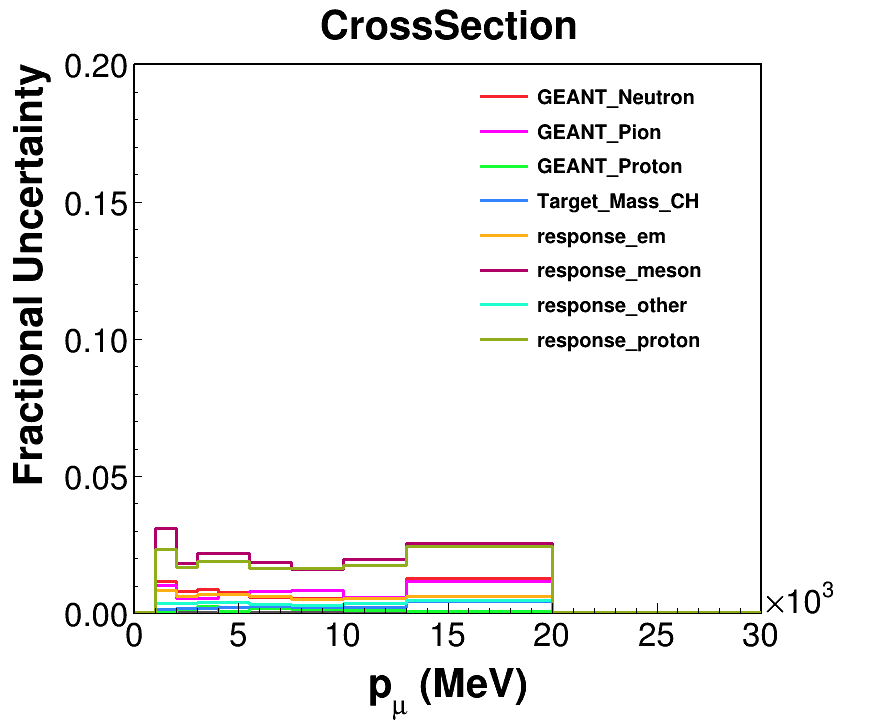 CrossSection
Fractional Uncertainty
0.20
0.15
0.10
0.05
0.00
GEANT_Neutron
GEANT_Pion
GEANT_Proton
Target_Mass_CH
response_em
response_meson
response_other
response_proton
0 5 10 15 20 25 30
×10³
pμ (MeV)